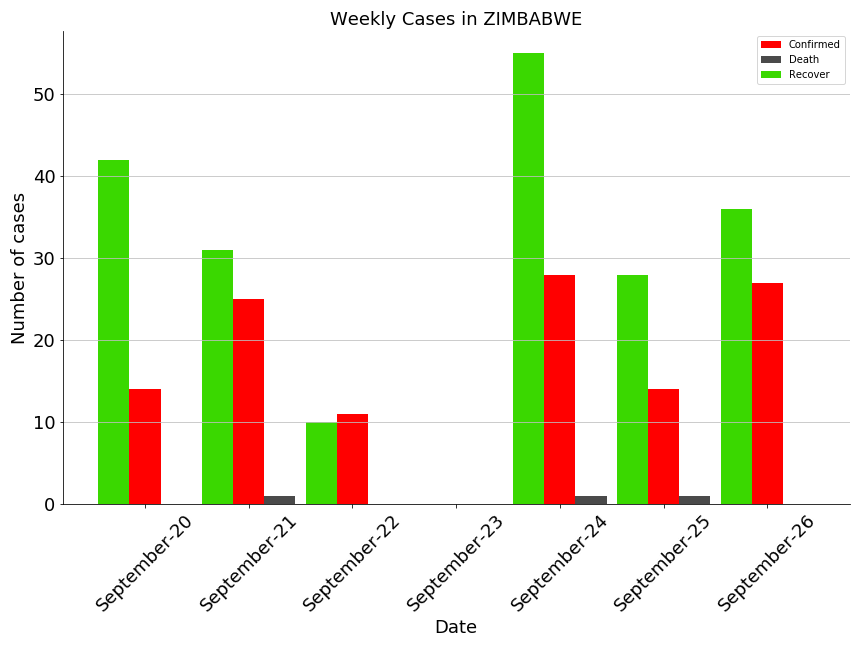 Weekly Cases in ZIMBABWE
Confirmed
Death
Recover
Number of cases
50
40
30
20
10
0
September-20
September-21
September-22
September-23
September-24
September-25
September-26
Date